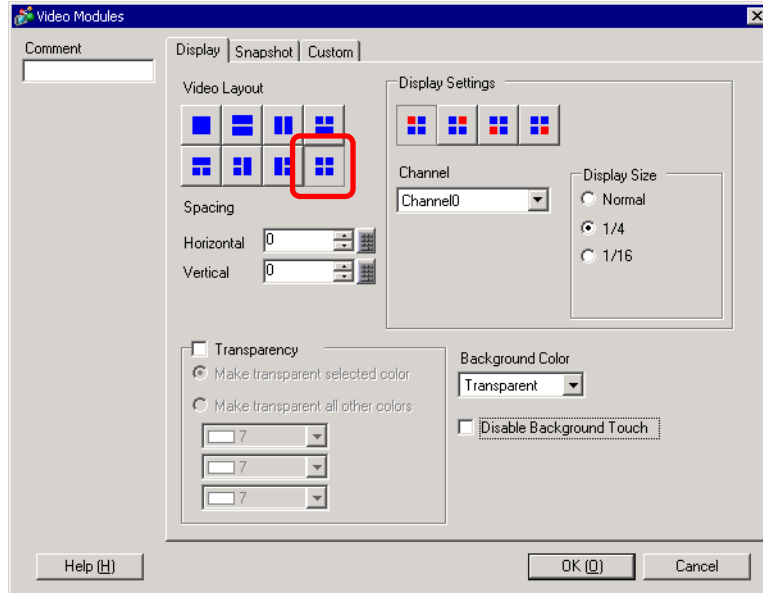 Video Modules
Comment
Display
Snapshot
Custom
Video Layout
Display Settings
Channel
Channel0
Display Size
Normal
1/4
1/16
Spacing
Horizontal
0
Vertical
0
Transparency
Make transparent selected color
Make transparent all other colors
7
7
7
Background Color
Transparent
Disable Background Touch
Help (H)
OK (O)
Cancel